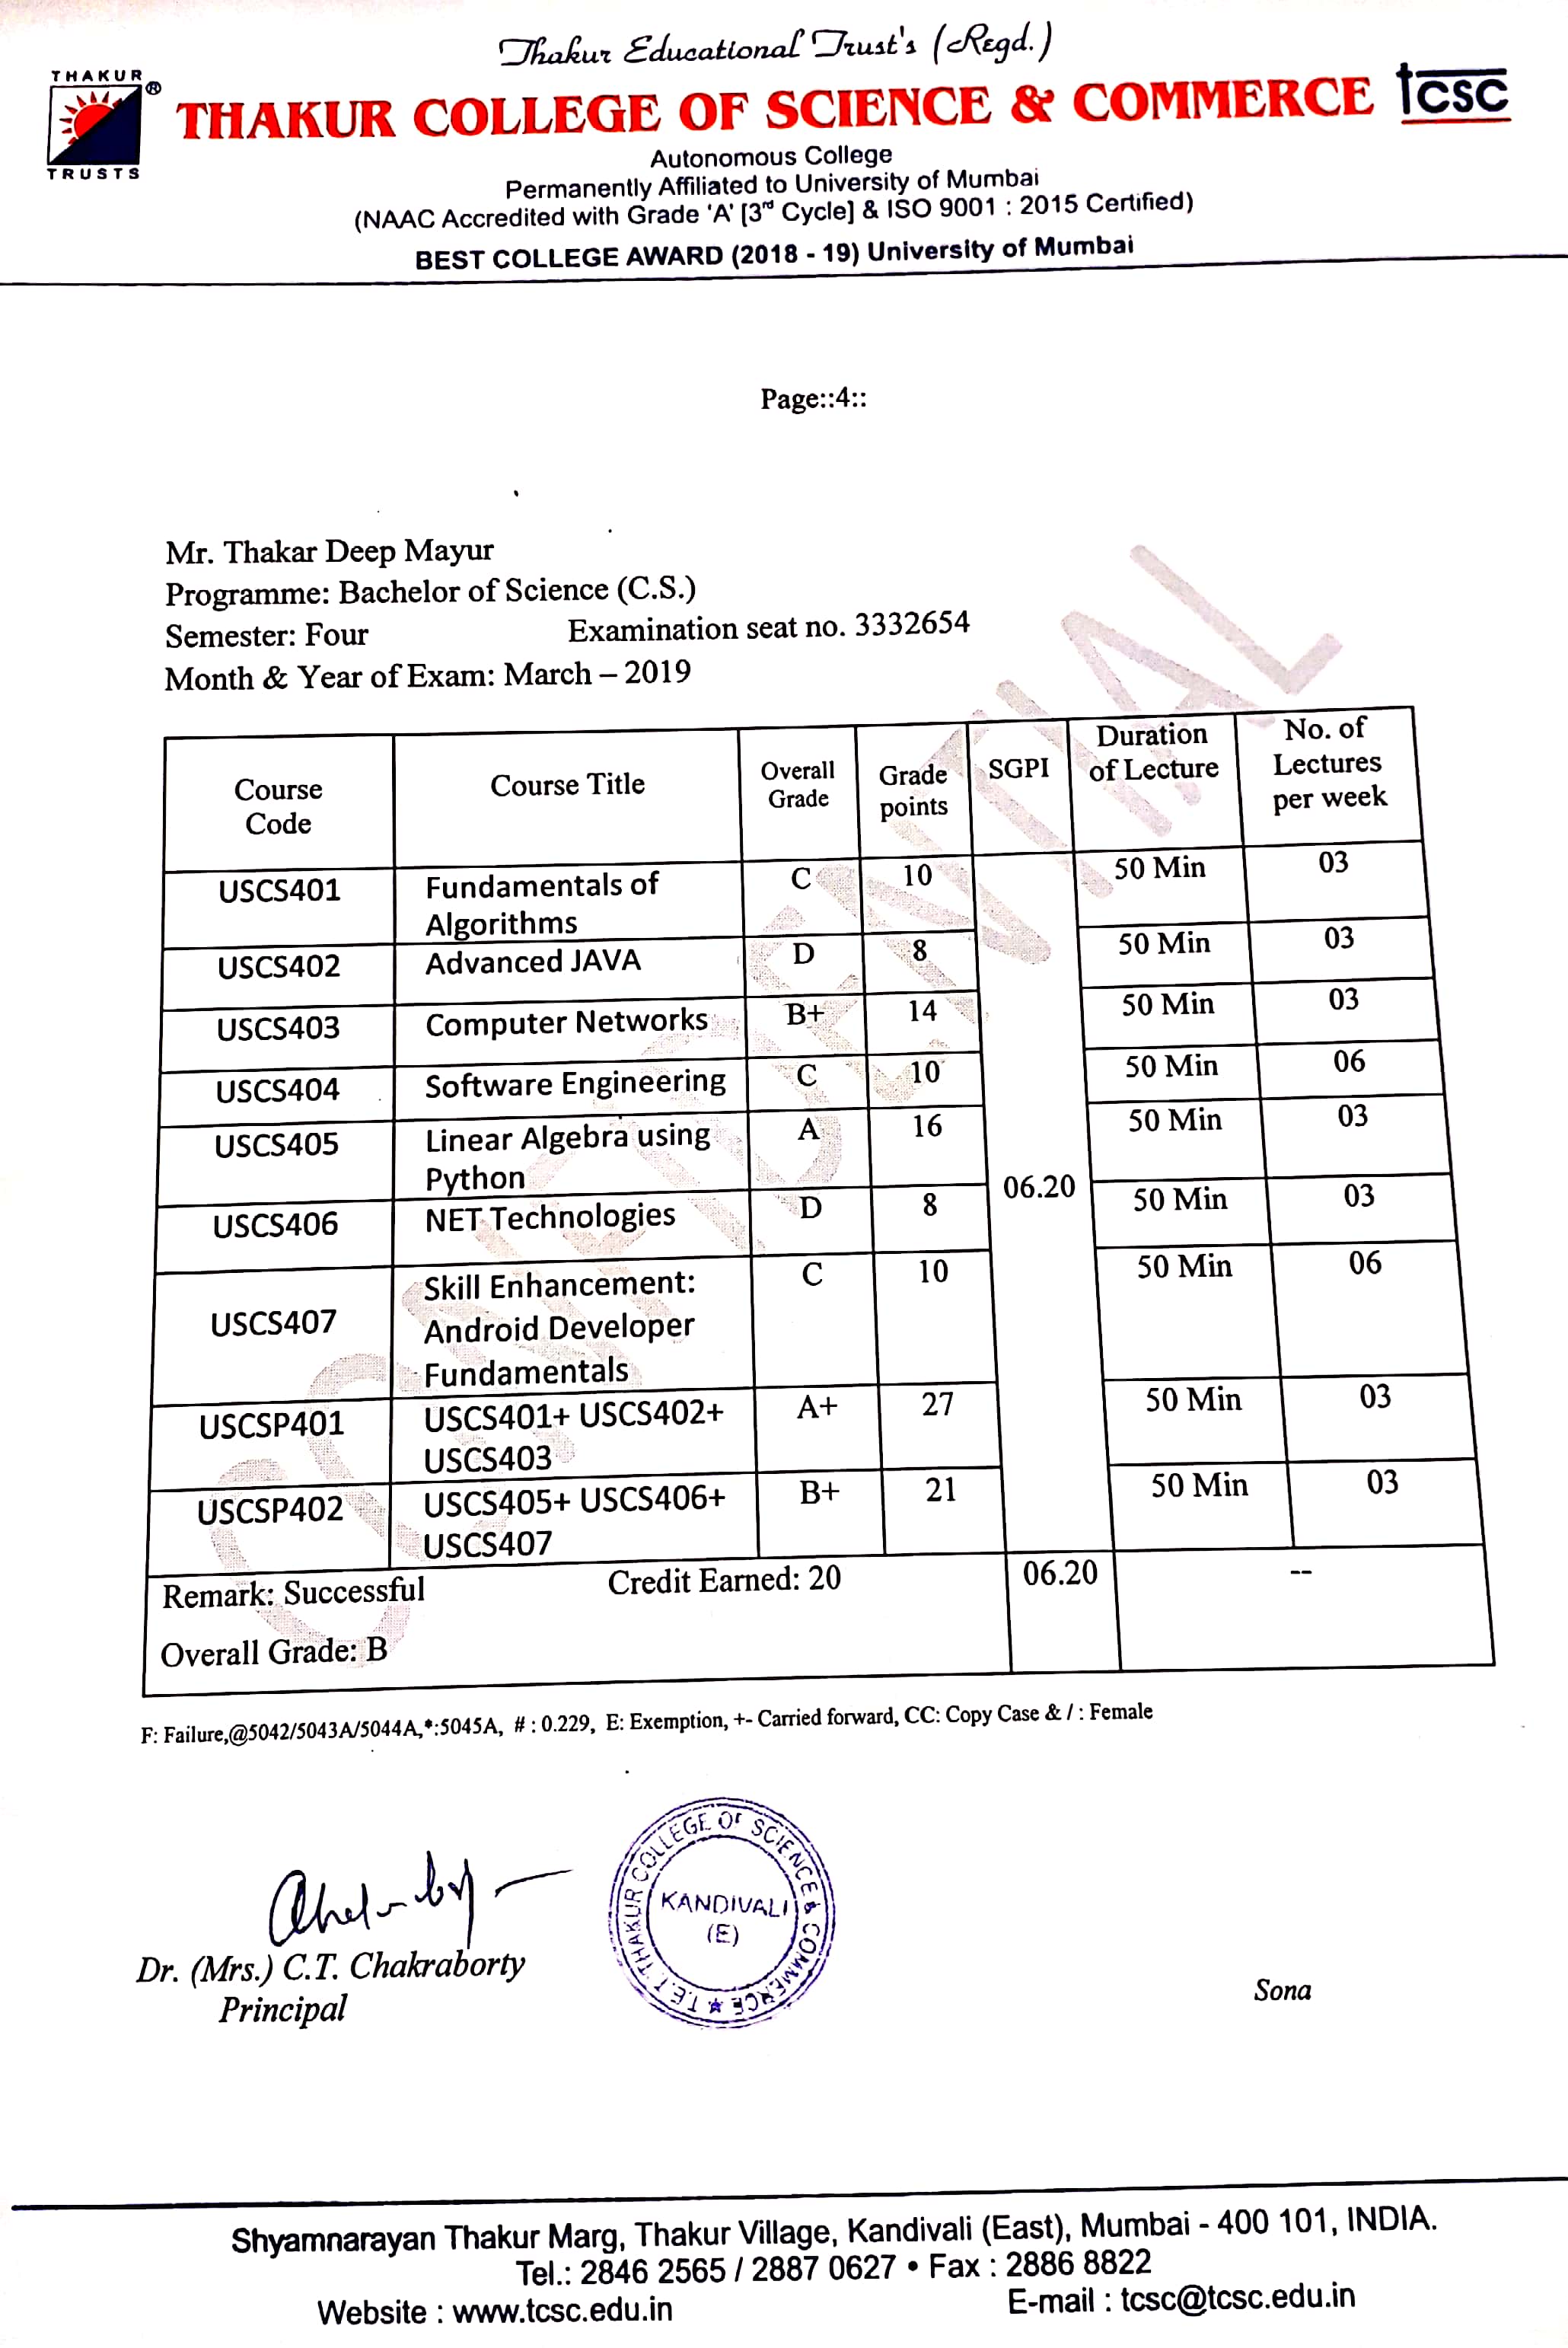 Thakur Educational Trust's (Regd.)
THAKUR
TRUSTS
®
THAKUR COLLEGE OF SCIENCE & COMMERCE
tcsc
Autonomous College
Permanently Affiliated to University of Mumbai
(NAAC Accredited with Grade 'A' [3rd Cycle] & ISO 9001 : 2015 Certified)
BEST COLLEGE AWARD (2018 - 19) University of Mumbai
Page::4::
Mr. Thakar Deep Mayur
Programme: Bachelor of Science (C.S.)
Semester: Four Examination seat no. 3332654
Month & Year of Exam: March – 2019
CONFIDENTIAL
Course Code Course Title Overall Grade Grade points SGPI Duration of Lecture No. of Lectures per week
USCS401 Fundamentals of Algorithms C 10 50 Min 03
USCS402 Advanced JAVA D 8 50 Min 03
USCS403 Computer Networks B+ 14 50 Min 03
USCS404 Software Engineering C 10 50 Min 06
USCS405 Linear Algebra using Python A 16 50 Min 03
06.20
USCS406 NET Technologies D 8 50 Min 03
USCS407 Skill Enhancement: Android Developer Fundamentals C 10 50 Min 06
USCSP401 USCS401+ USCS402+ USCS403 A+ 27 50 Min 03
USCSP402 USCS405+ USCS406+ USCS407 B+ 21 50 Min 03
Remark: Successful Credit Earned: 20 06.20 --
Overall Grade: B
F: Failure,@5042/5043A/5044A,*:5045A, # : 0.229, E: Exemption, +- Carried forward, CC: Copy Case & / : Female
T.E.T. THAKUR COLLEGE OF SCIENCE & COMMERCE ★
KANDIVALI
(E)
Dr. (Mrs.) C.T. Chakraborty
Principal
Sona
Shyamnarayan Thakur Marg, Thakur Village, Kandivali (East), Mumbai - 400 101, INDIA.
Tel.: 2846 2565 / 2887 0627 • Fax : 2886 8822
Website : www.tcsc.edu.in E-mail : tcsc@tcsc.edu.in